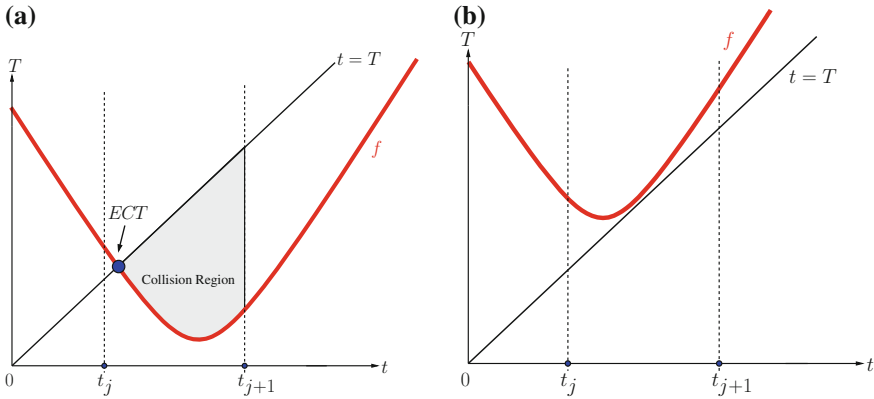 (a)
T
t = T
f
ECT
Collision Region
0
t_j
t_{j+1}
t
(b)
T
f
t = T
0
t_j
t_{j+1}
t